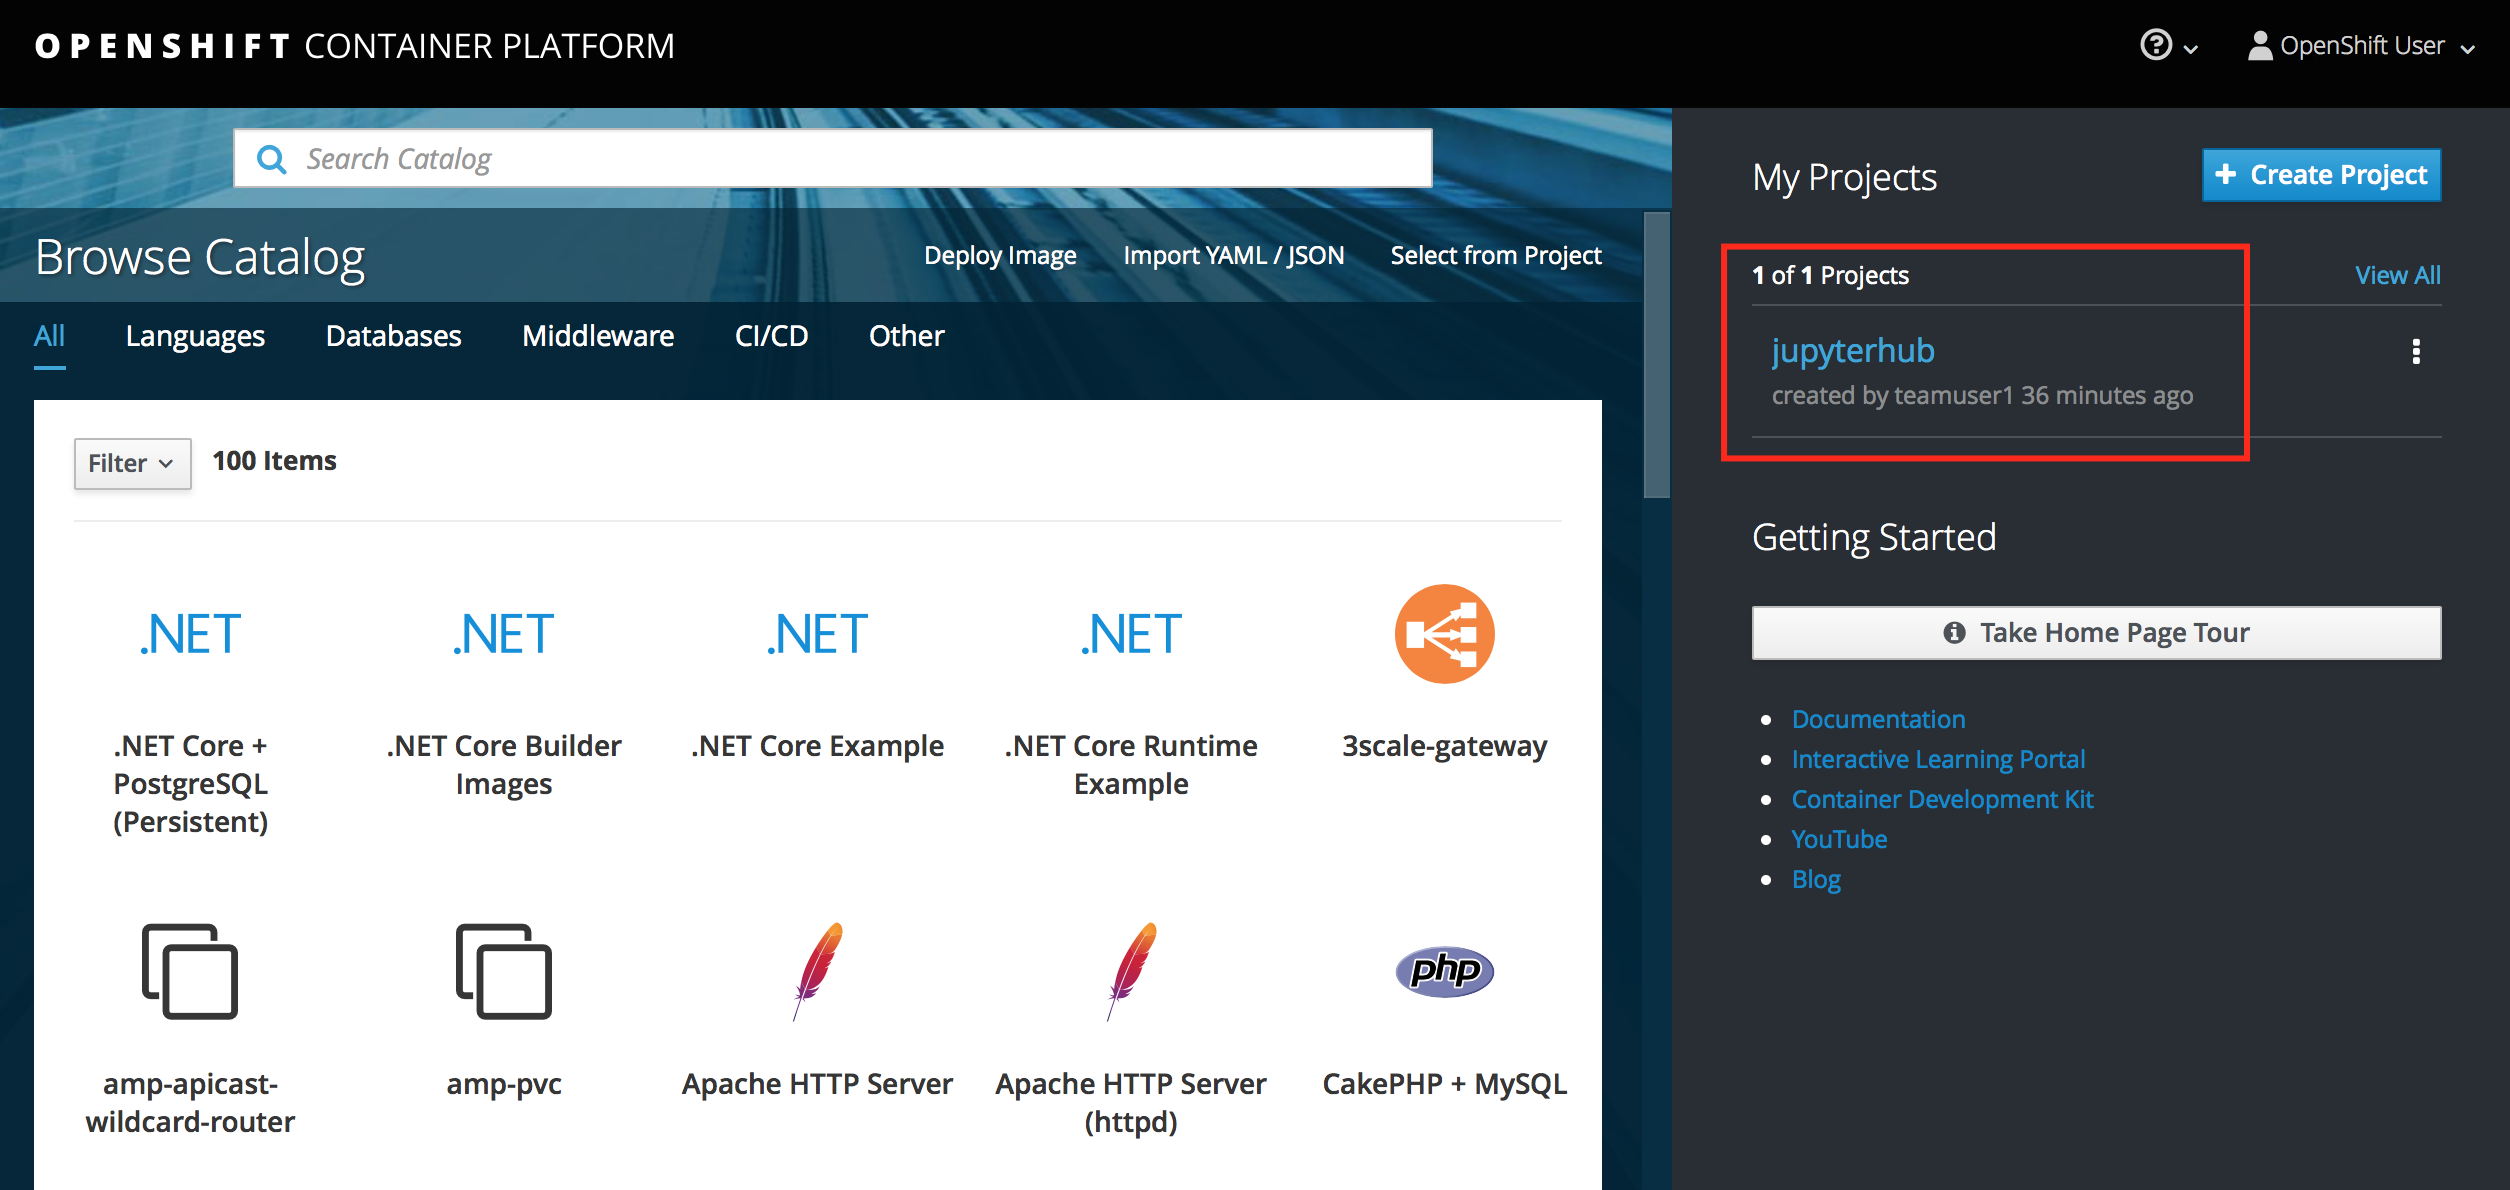 OPENSHIFT CONTAINER PLATFORM
OpenShift User
Search Catalog
Browse Catalog
Deploy Image
Import YAML / JSON
Select from Project
All
Languages
Databases
Middleware
CI/CD
Other
Filter
100 Items
.NET
.NET
.NET
.NET
.NET Core +
PostgreSQL
(Persistent)
.NET Core Builder
Images
.NET Core Example
.NET Core Runtime
Example
3scale-gateway
php
amp-apicast-
wildcard-router
amp-pvc
Apache HTTP Server
Apache HTTP Server
(httpd)
CakePHP + MySQL
My Projects
+ Create Project
1 of 1 Projects
View All
jupyterhub
created by teamuser1 36 minutes ago
Getting Started
Take Home Page Tour
Documentation
Interactive Learning Portal
Container Development Kit
YouTube
Blog